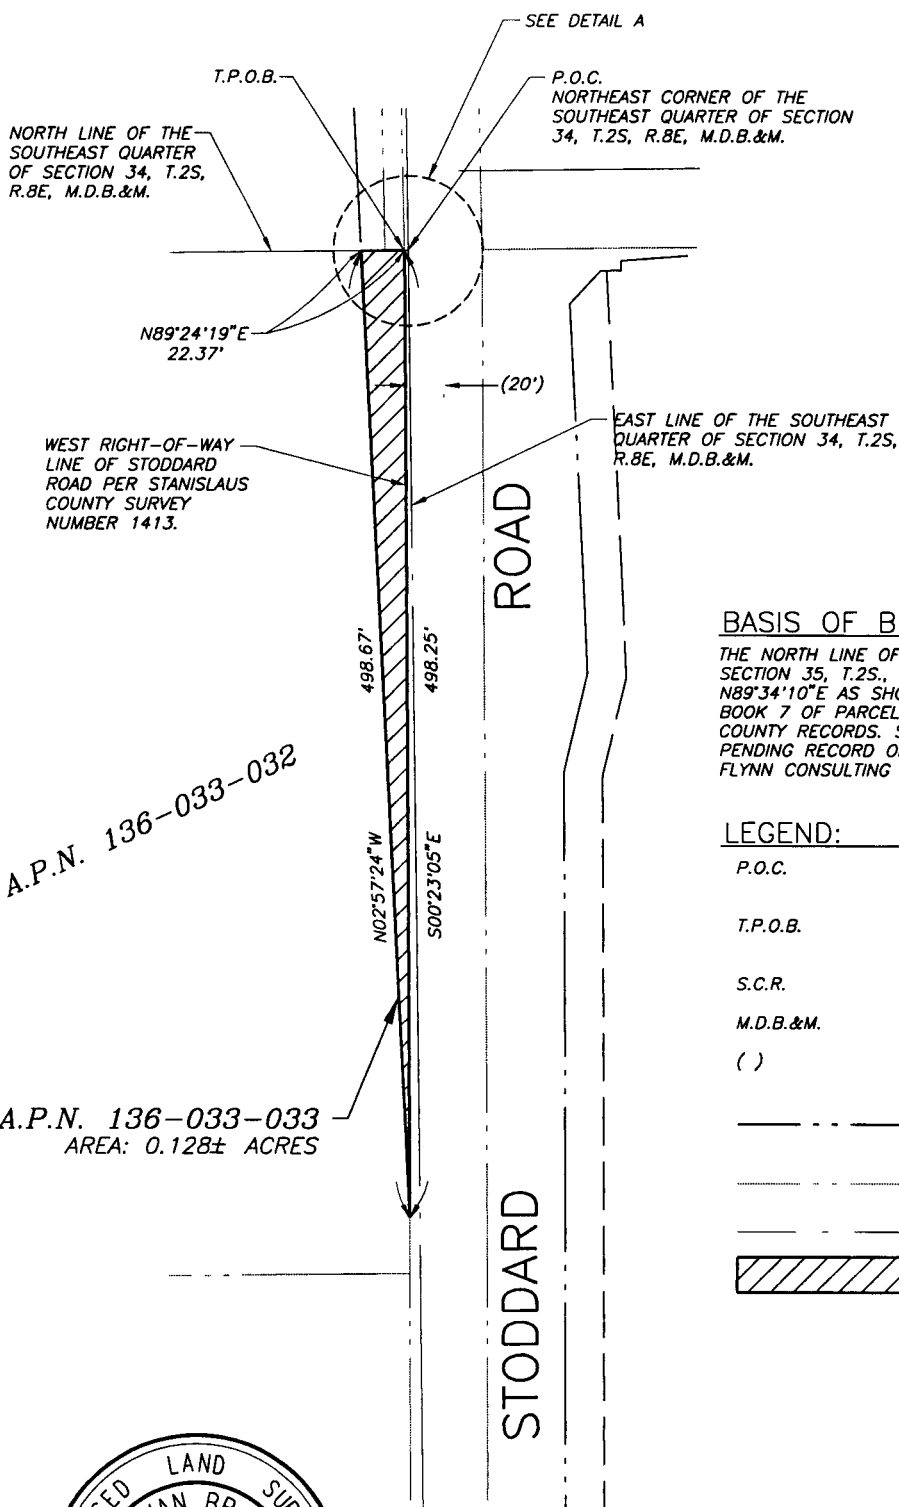 SEE DETAIL A
T.P.O.B.
P.O.C.
NORTHEAST CORNER OF THE
SOUTHEAST QUARTER OF SECTION
34, T.2S, R.8E, M.D.B.&M.
NORTH LINE OF THE
SOUTHEAST QUARTER
OF SECTION 34, T.2S,
R.8E, M.D.B.&M.
N89°24'19"E
22.37'
(20')
EAST LINE OF THE SOUTHEAST
QUARTER OF SECTION 34, T.2S,
R.8E, M.D.B.&M.
WEST RIGHT-OF-WAY
LINE OF STODDARD
ROAD PER STANISLAUS
COUNTY SURVEY
NUMBER 1413.
ROAD
498.67'
498.25'
BASIS OF B
THE NORTH LINE OF
SECTION 35, T.2S.,
N89°34'10"E AS SHO
BOOK 7 OF PARCEL
COUNTY RECORDS. S
PENDING RECORD O
FLYNN CONSULTING
A.P.N. 136-033-032
N02°57'24"W
S00°23'05"E
LEGEND:
P.O.C.
T.P.O.B.
S.C.R.
M.D.B.&M.
( )
A.P.N. 136-033-033
AREA: 0.128± ACRES
STODDARD
SED LAND SUR
AN BR